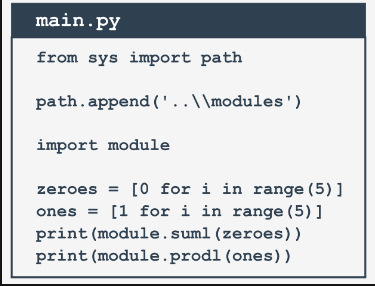 main.py
from sys import path
path.append('..\\modules')
import module
zeroes = [0 for i in range(5)]
ones = [1 for i in range(5)]
print(module.suml(zeroes))
print(module.prodl(ones))